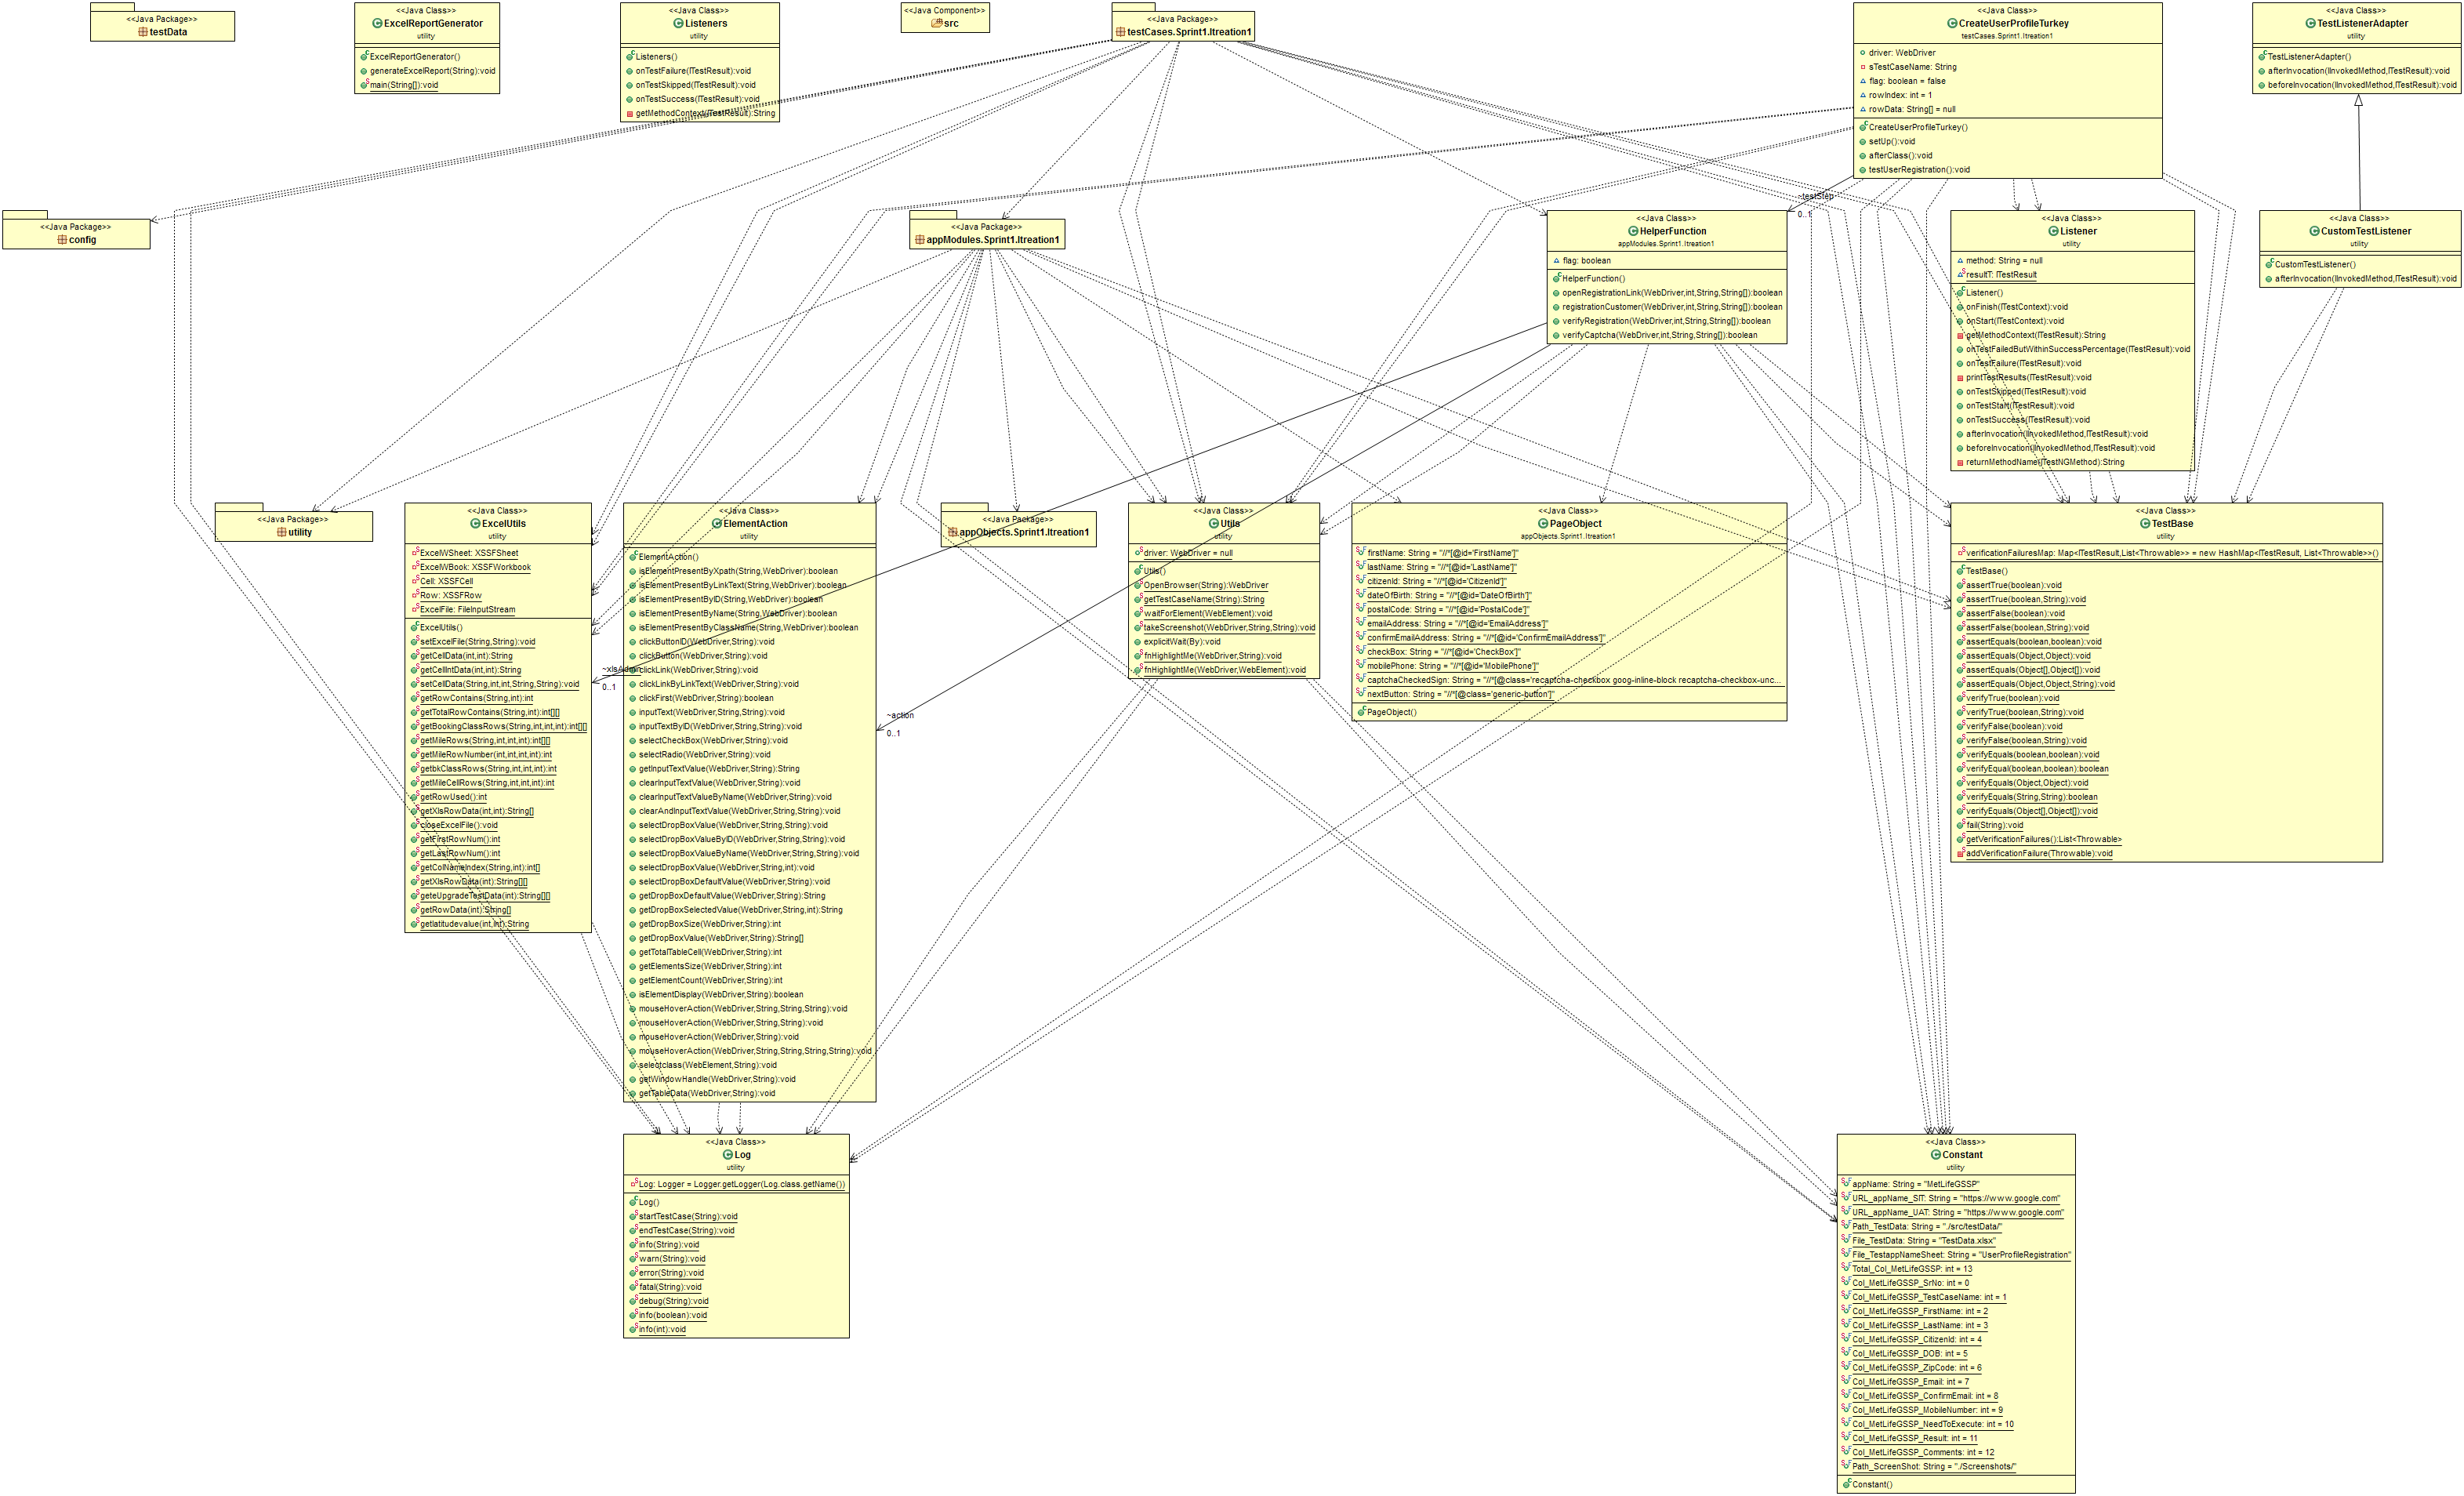 <<Java Package>>
testData
<<Java Class>>
ExcelReportGenerator
utility
ExcelReportGenerator()
generateExcelReport(String):void
main(String[]):void
<<Java Class>>
Listeners
utility
Listeners()
onTestFailure(ITestResult):void
onTestSkipped(ITestResult):void
onTestSuccess(ITestResult):void
getMethodContext(ITestResult):String
<<Java Component>>
src
<<Java Package>>
testCases.Sprint1.Itreation1
<<Java Class>>
CreateUserProfileTurkey
testCases.Sprint1.Itreation1
driver: WebDriver
sTestCaseName: String
flag: boolean = false
rowIndex: int = 1
rowData: String[] = null
CreateUserProfileTurkey()
setUp():void
afterClass():void
testUserRegistration():void
<<Java Class>>
TestListenerAdapter
utility
TestListenerAdapter()
afterInvocation(IInvokedMethod,ITestResult):void
beforeInvocation(IInvokedMethod,ITestResult):void
<<Java Package>>
config
<<Java Package>>
appModules.Sprint1.Itreation1
~testStep
0..1
<<Java Class>>
HelperFunction
appModules.Sprint1.Itreation1
flag: boolean
HelperFunction()
openRegistrationLink(WebDriver,int,String,String[]):boolean
registrationCustomer(WebDriver,int,String,String[]):boolean
verifyRegistration(WebDriver,int,String,String[]):boolean
verifyCaptcha(WebDriver,int,String,String[]):boolean
<<Java Class>>
Listener
utility
method: String = null
resultT: ITestResult
Listener()
onFinish(ITestContext):void
onStart(ITestContext):void
getMethodContext(ITestResult):String
onTestFailedButWithinSuccessPercentage(ITestResult):void
onTestFailure(ITestResult):void
printTestResults(ITestResult):void
onTestSkipped(ITestResult):void
onTestStart(ITestResult):void
onTestSuccess(ITestResult):void
afterInvocation(IInvokedMethod,ITestResult):void
beforeInvocation(IInvokedMethod,ITestResult):void
returnMethodName(ITestNGMethod):String
<<Java Class>>
CustomTestListener
utility
CustomTestListener()
afterInvocation(IInvokedMethod,ITestResult):void
<<Java Package>>
utility
<<Java Class>>
ExcelUtils
utility
ExcelWSheet: XSSFSheet
ExcelWBook: XSSFWorkbook
Cell: XSSFCell
Row: XSSFRow
ExcelFile: FileInputStream
ExcelUtils()
setExcelFile(String,String):void
getCellData(int,int):String
getCellIntData(int,int):String
setCellData(String,int,int,String,String):void
getRowContains(String,int):int
getTotalRowContains(String,int):int[][]
getBookingClassRows(String,int,int,int):int[][]
getMileRows(String,int,int,int):int[][]
getMileRowNumber(int,int,int,int):int
getbkClassRows(String,int,int,int):int
getMileCellRows(String,int,int,int):int
getRowUsed():int
getXlsRowData(int,int):String[]
closeExcelFile():void
getFirstRowNum():int
getLastRowNum():int
getColNameIndex(String,int):int[]
getXlsRowData(int):String[][]
geteUpgradeTestData(int):String[][]
getRowData(int):String[]
getlatitudevalue(int,int):String
~xlsAdmin
0..1
<<Java Class>>
ElementAction
utility
ElementAction()
isElementPresentByXpath(String,WebDriver):boolean
isElementPresentByLinkText(String,WebDriver):boolean
isElementPresentByID(String,WebDriver):boolean
isElementPresentByName(String,WebDriver):boolean
isElementPresentByClassName(String,WebDriver):boolean
clickButtonID(WebDriver,String):void
clickButton(WebDriver,String):void
clickLink(WebDriver,String):void
clickLinkByLinkText(WebDriver,String):void
clickFirst(WebDriver,String):boolean
inputText(WebDriver,String,String):void
inputTextByID(WebDriver,String,String):void
selectCheckBox(WebDriver,String):void
selectRadio(WebDriver,String):void
getInputTextValue(WebDriver,String):String
clearInputTextValue(WebDriver,String):void
clearInputTextValueByName(WebDriver,String):void
clearAndInputTextValue(WebDriver,String,String):void
selectDropBoxValue(WebDriver,String,String):void
selectDropBoxValueByID(WebDriver,String,String):void
selectDropBoxValueByName(WebDriver,String,String):void
selectDropBoxValue(WebDriver,String,int):void
selectDropBoxDefaultValue(WebDriver,String):void
getDropBoxDefaultValue(WebDriver,String):String
getDropBoxSelectedValue(WebDriver,String,int):String
getDropBoxSize(WebDriver,String):int
getDropBoxValue(WebDriver,String):String[]
getTotalTableCell(WebDriver,String):int
getElementsSize(WebDriver,String):int
getElementCount(WebDriver,String):int
isElementDisplay(WebDriver,String):boolean
mouseHoverAction(WebDriver,String,String,String):void
mouseHoverAction(WebDriver,String,String):void
mouseHoverAction(WebDriver,String):void
mouseHoverAction(WebDriver,String,String,String,String):void
selectclass(WebElement,String):void
getWindowHandle(WebDriver,String):void
getTableData(WebDriver,String):void
~action
0..1
<<Java Package>>
appObjects.Sprint1.Itreation1
<<Java Class>>
Utils
utility
driver: WebDriver = null
Utils()
OpenBrowser(String):WebDriver
getTestCaseName(String):String
waitForElement(WebElement):void
takeScreenshot(WebDriver,String,String):void
explicitWait(By):void
fnHighlightMe(WebDriver,String):void
fnHighlightMe(WebDriver,WebElement):void
<<Java Class>>
PageObject
appObjects.Sprint1.Itreation1
firstName: String = "//*[@id='FirstName']"
lastName: String = "//*[@id='LastName']"
citizenId: String = "//*[@id='CitizenId']"
dateOfBirth: String = "//*[@id='DateOfBirth']"
postalCode: String = "//*[@id='PostalCode']"
emailAddress: String = "//*[@id='EmailAddress']"
confirmEmailAddress: String = "//*[@id='ConfirmEmailAddress']"
checkBox: String = "//*[@id='CheckBox']"
mobilePhone: String = "//*[@id='MobilePhone']"
captchaCheckedSign: String = "//*[@class='recaptcha-checkbox goog-inline-block recaptcha-checkbox-unc...
nextButton: String = "//*[@class='generic-button']"
PageObject()
<<Java Class>>
TestBase
utility
verificationFailuresMap: Map<ITestResult,List<Throwable>> = new HashMap<ITestResult, List<Throwable>>()
TestBase()
assertTrue(boolean):void
assertTrue(boolean,String):void
assertFalse(boolean):void
assertFalse(boolean,String):void
assertEquals(boolean,boolean):void
assertEquals(Object,Object):void
assertEquals(Object[],Object[]):void
assertEquals(Object,Object,String):void
verifyTrue(boolean):void
verifyTrue(boolean,String):void
verifyFalse(boolean):void
verifyFalse(boolean,String):void
verifyEquals(boolean,boolean):void
verifyEqual(boolean,boolean):boolean
verifyEquals(Object,Object):void
verifyEquals(String,String):boolean
verifyEquals(Object[],Object[]):void
fail(String):void
getVerificationFailures():List<Throwable>
addVerificationFailure(Throwable):void
<<Java Class>>
Log
utility
Log: Logger = Logger.getLogger(Log.class.getName())
Log()
startTestCase(String):void
endTestCase(String):void
info(String):void
warn(String):void
error(String):void
fatal(String):void
debug(String):void
info(boolean):void
info(int):void
<<Java Class>>
Constant
utility
appName: String = "MetLifeGSSP"
URL_appName_SIT: String = "https://www.google.com"
URL_appName_UAT: String = "https://www.google.com"
Path_TestData: String = "./src/testData/"
File_TestData: String = "TestData.xlsx"
File_TestappNameSheet: String = "UserProfileRegistration"
Total_Col_MetLifeGSSP: int = 13
Col_MetLifeGSSP_SrNo: int = 0
Col_MetLifeGSSP_TestCaseName: int = 1
Col_MetLifeGSSP_FirstName: int = 2
Col_MetLifeGSSP_LastName: int = 3
Col_MetLifeGSSP_CitizenId: int = 4
Col_MetLifeGSSP_DOB: int = 5
Col_MetLifeGSSP_ZipCode: int = 6
Col_MetLifeGSSP_Email: int = 7
Col_MetLifeGSSP_ConfirmEmail: int = 8
Col_MetLifeGSSP_MobileNumber: int = 9
Col_MetLifeGSSP_NeedToExecute: int = 10
Col_MetLifeGSSP_Result: int = 11
Col_MetLifeGSSP_Comments: int = 12
Path_ScreenShot: String = "./Screenshots/"
Constant()